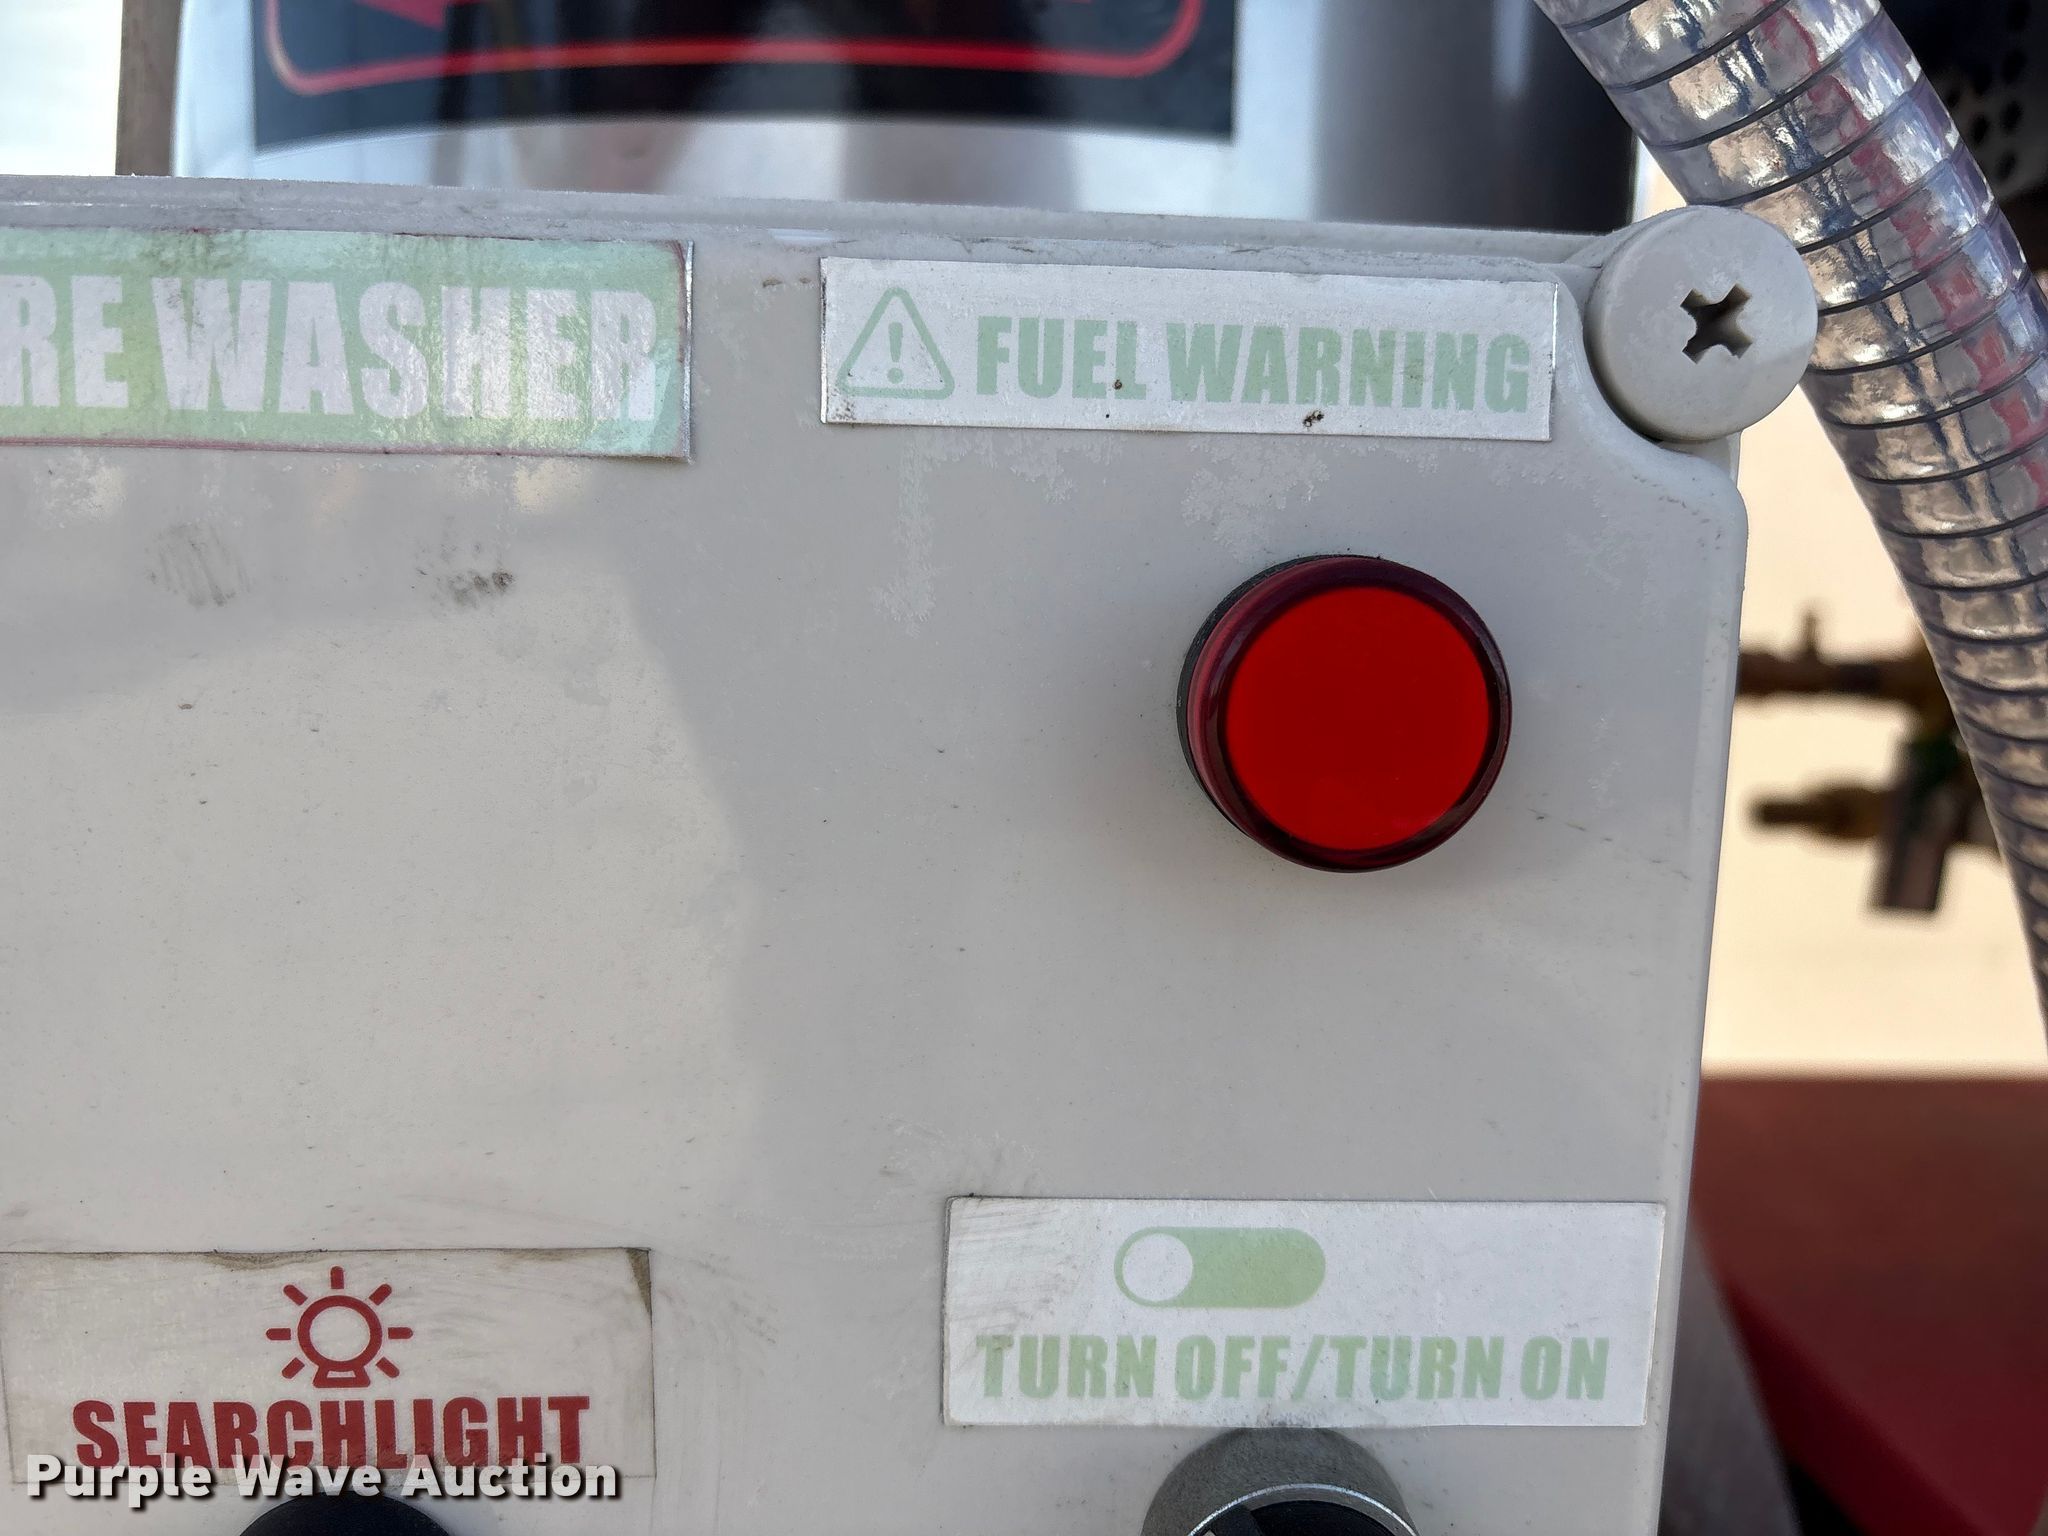 RE WASHER
FUEL WARNING
TURN OFF/TURN ON
SEARCHLIGHT
Purple Wave Auction